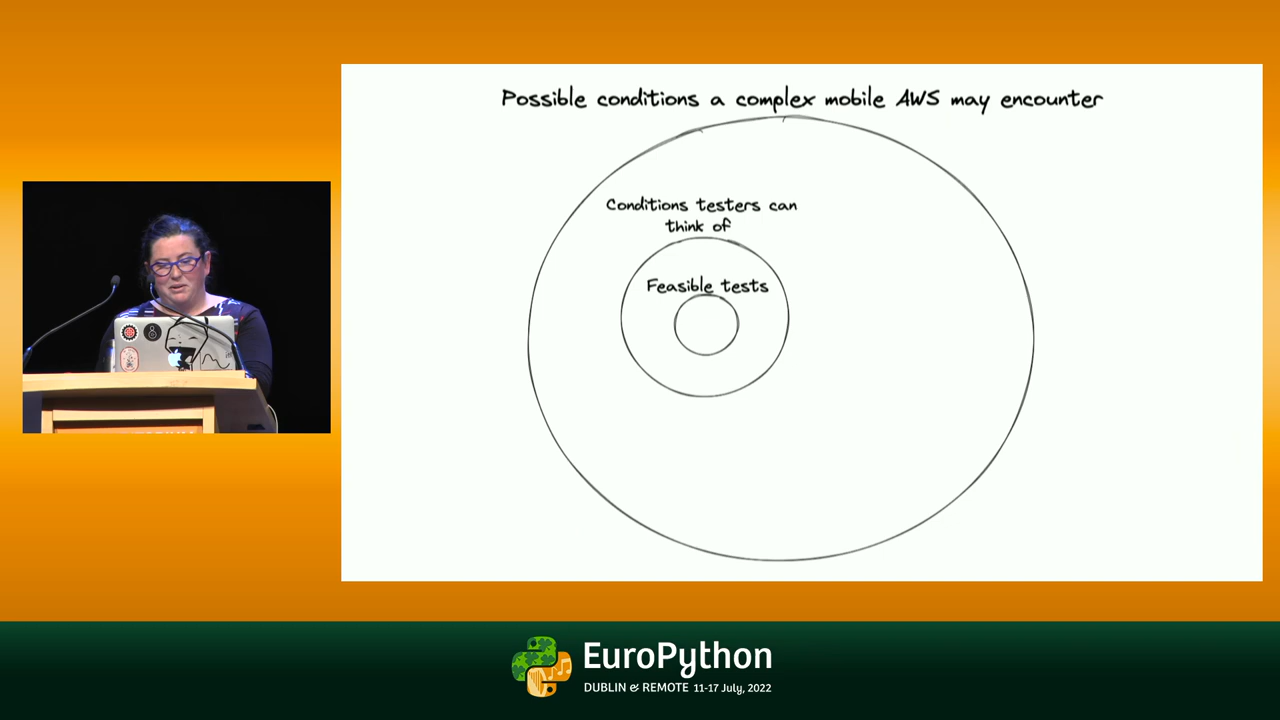 Possible conditions a complex mobile AWS may encounter
Conditions testers can
think of
Feasible tests
EuroPython
DUBLIN & REMOTE 11-17 July, 2022